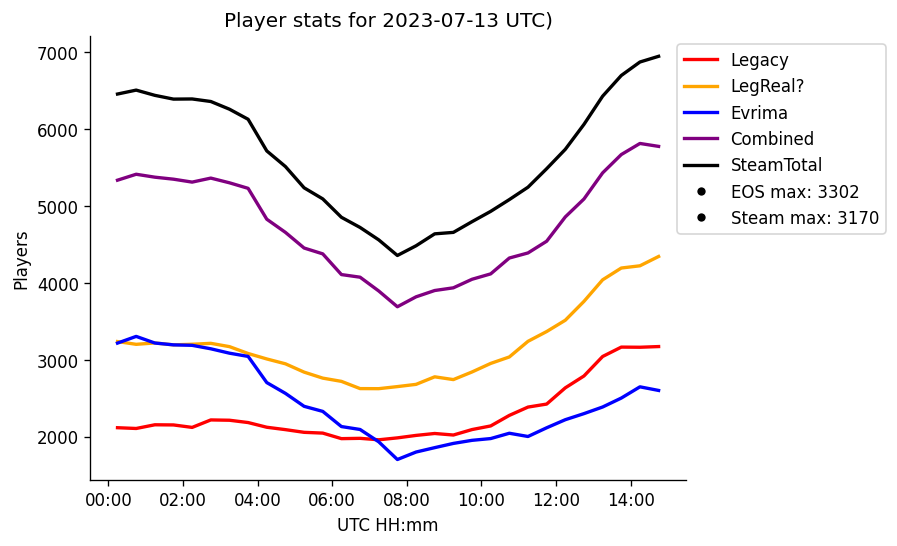 Player stats for 2023-07-13 UTC)
7000
6000
5000
4000
3000
2000
Players
00:00 02:00 04:00 06:00 08:00 10:00 12:00 14:00
UTC HH:mm
Legacy
LegReal?
Evrima
Combined
SteamTotal
EOS max: 3302
Steam max: 3170